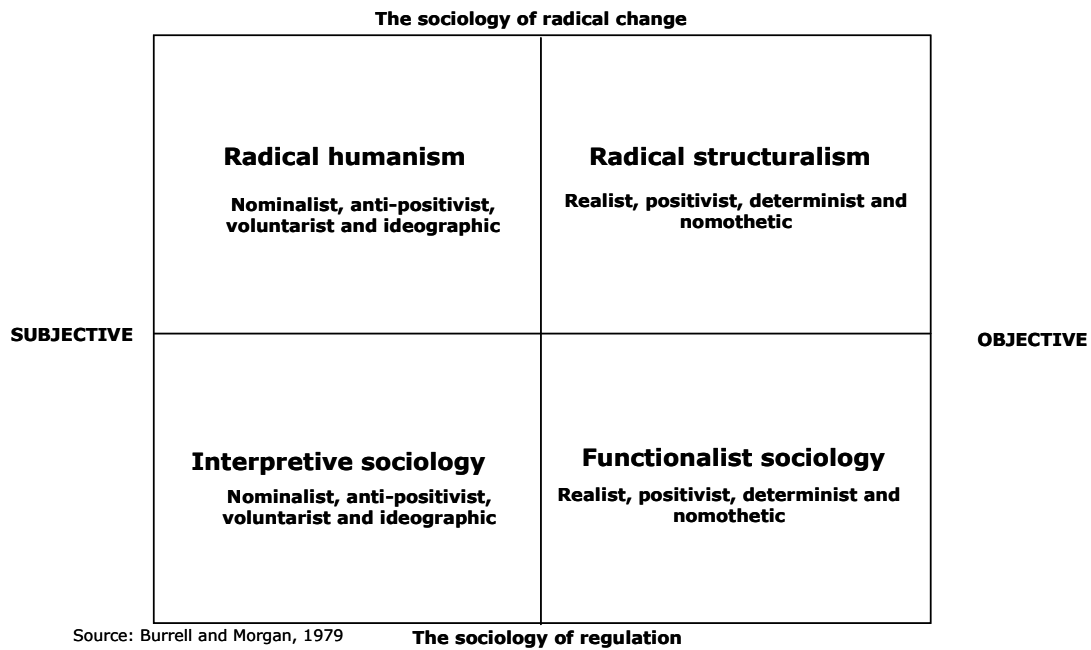 The sociology of radical change
Radical humanism
Nominalist, anti-positivist,
voluntarist and ideographic
Radical structuralism
Realist, positivist, determinist and
nomothetic
SUBJECTIVE
OBJECTIVE
Interpretive sociology
Nominalist, anti-positivist,
voluntarist and ideographic
Functionalist sociology
Realist, positivist, determinist and
nomothetic
Source: Burrell and Morgan, 1979
The sociology of regulation